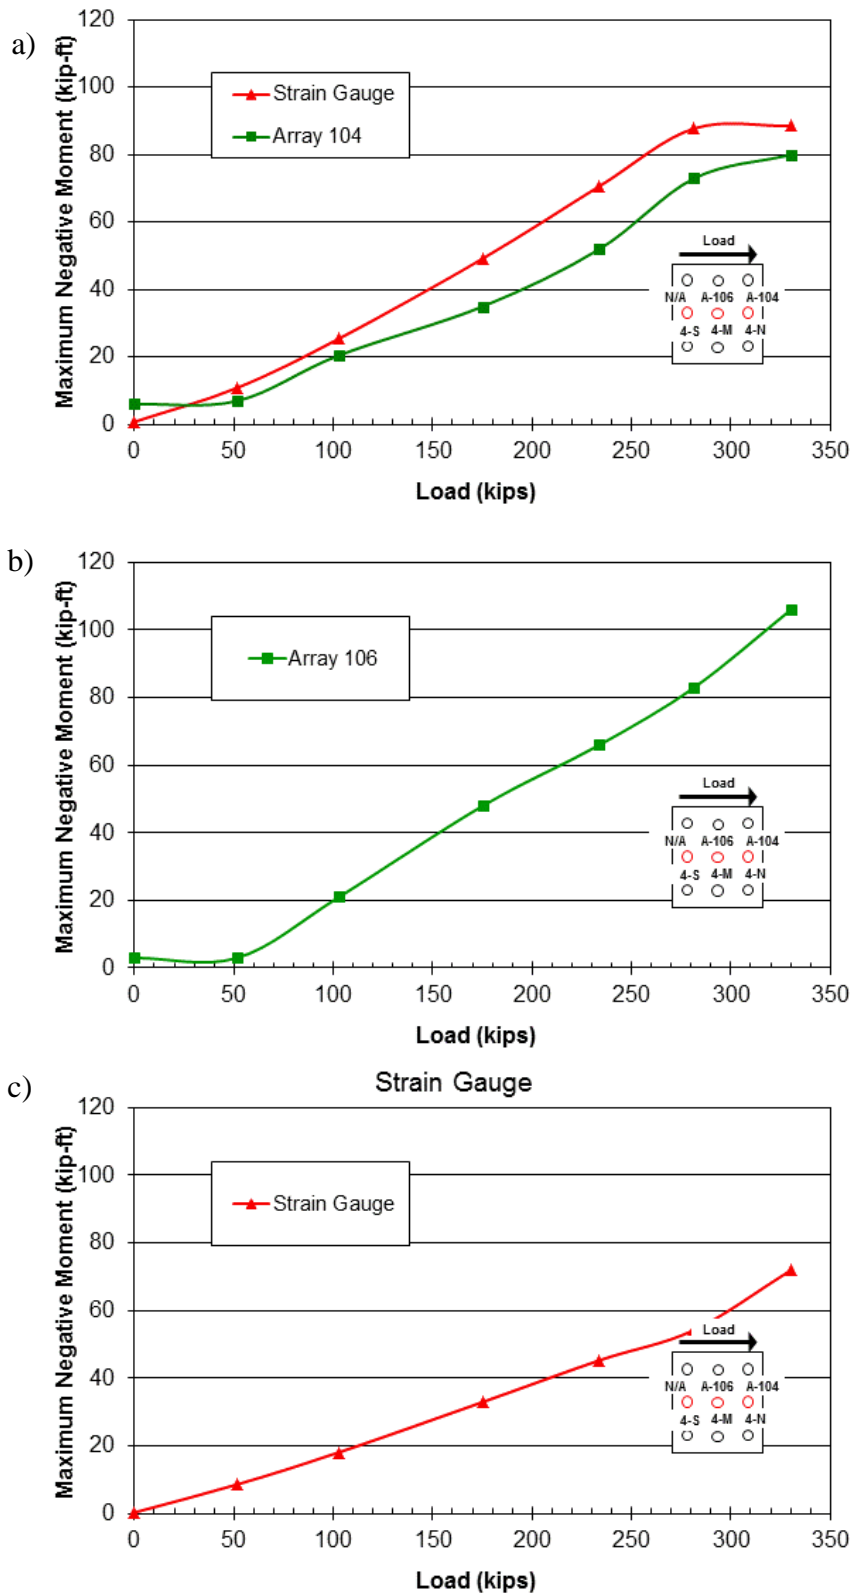 a)
Maximum Negative Moment (kip-ft)
120
100
80
60
40
20
0
Strain Gauge
Array 104
Load
N/A A-106 A-104
4-S 4-M 4-N
0 50 100 150 200 250 300 350
Load (kips)
b)
Maximum Negative Moment (kip-ft)
120
100
80
60
40
20
0
Array 106
Load
N/A A-106 A-104
4-S 4-M 4-N
0 50 100 150 200 250 300 350
Load (kips)
c)
Strain Gauge
Maximum Negative Moment (kip-ft)
120
100
80
60
40
20
0
Strain Gauge
Load
N/A A-106 A-104
4-S 4-M 4-N
0 50 100 150 200 250 300 350
Load (kips)